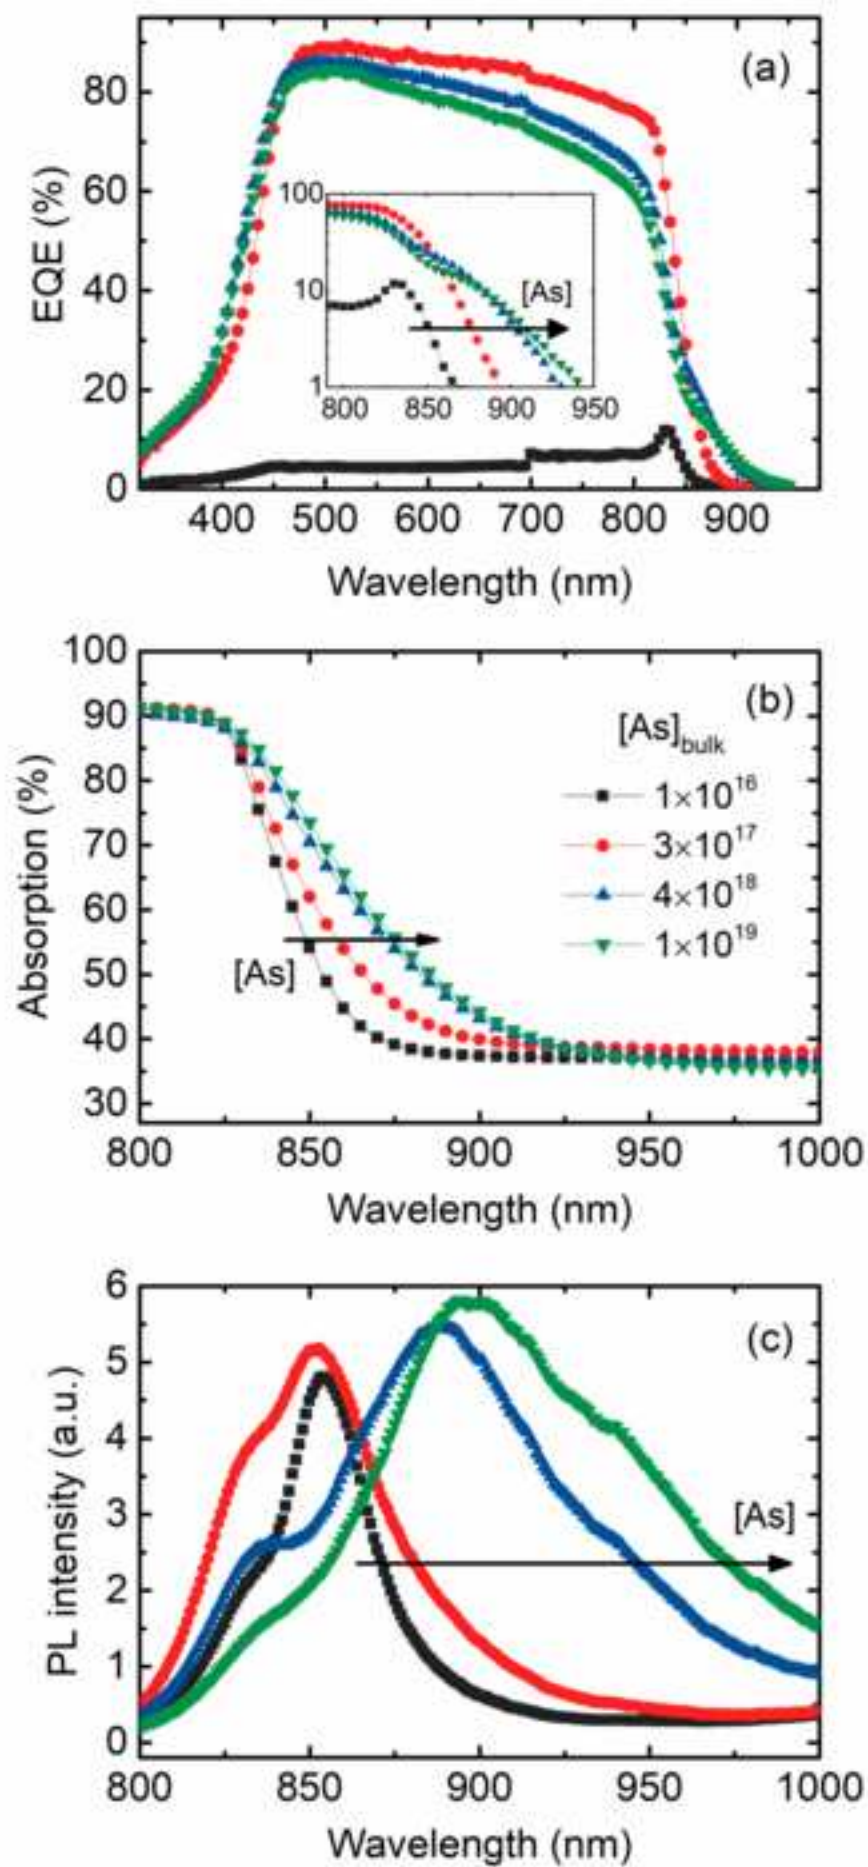 (a)
EQE (%)
80
60
40
20
0
100
10
1
[As]
800 850 900 950
400 500 600 700 800 900
Wavelength (nm)
(b)
Absorption (%)
100
90
80
70
60
50
40
30
[As]bulk
1×10¹⁶
3×10¹⁷
4×10¹⁸
1×10¹⁹
[As]
800 850 900 950 1000
Wavelength (nm)
(c)
PL intensity (a.u.)
6
5
4
3
2
1
0
[As]
800 850 900 950 1000
Wavelength (nm)